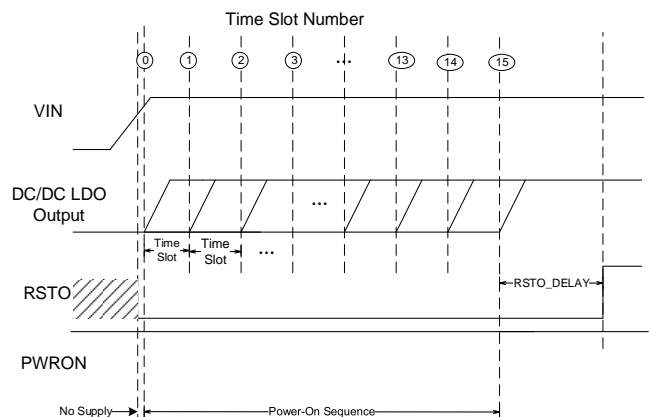 Time Slot Number
0 1 2 3 ... 13 14 15
VIN
DC/DC LDO
Output
...
Time
Slot
Time
Slot
...
RSTO
RSTO_DELAY
PWRON
No Supply
Power-On Sequence